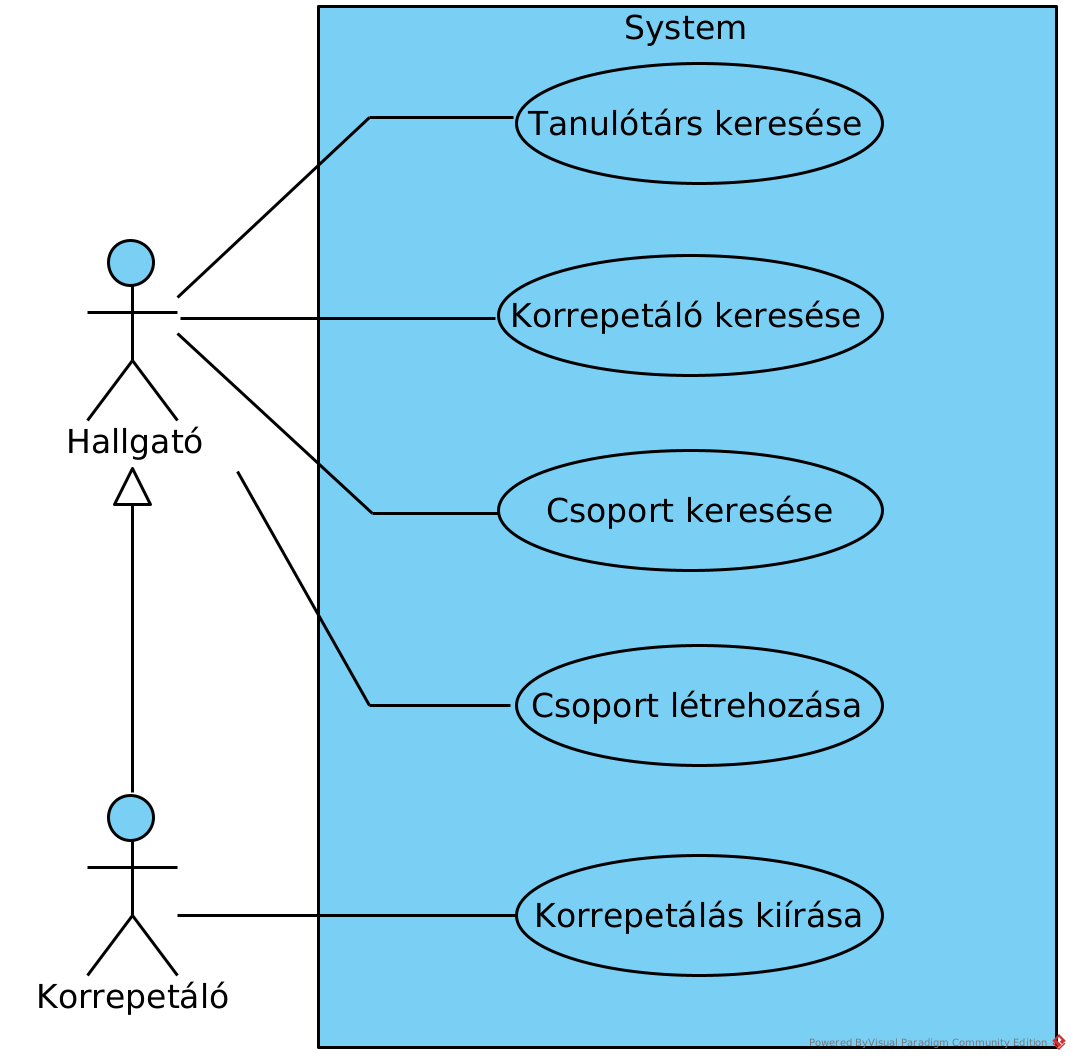 System
Tanulótárs keresése
Korrepetáló keresése
Hallgató
Csoport keresése
Csoport létrehozása
Korrepetálás kiírása
Korrepetáló
Powered ByVisual Paradigm Community Edition